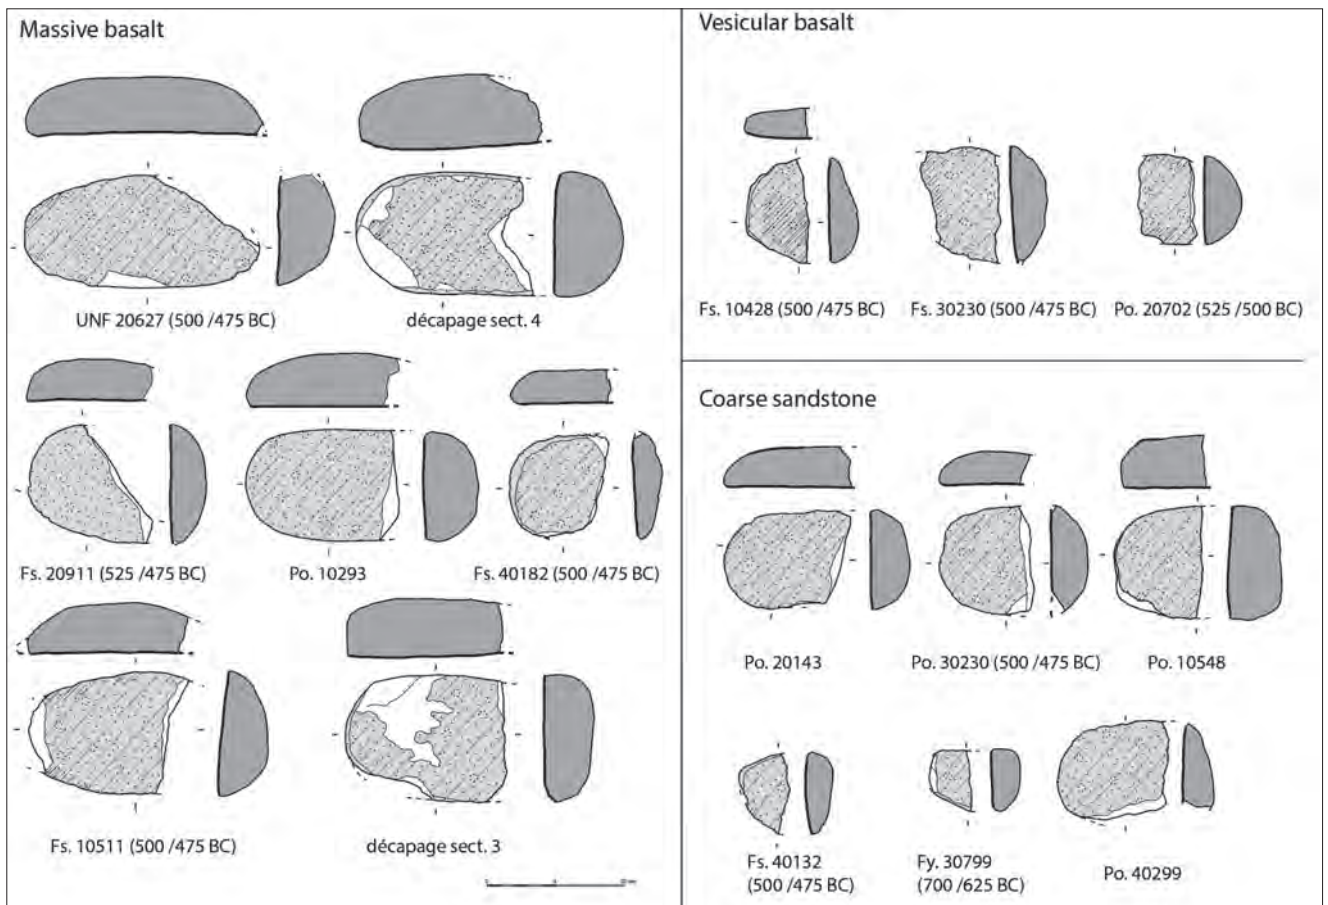 Massive basalt
UNF 20627 (500 /475 BC)
décapage sect. 4
Fs. 20911 (525 /475 BC)
Po. 10293
Fs. 40182 (500 /475 BC)
Fs. 10511 (500 /475 BC)
décapage sect. 3
Vesicular basalt
Fs. 10428 (500 /475 BC)
Fs. 30230 (500 /475 BC)
Po. 20702 (525 /500 BC)
Coarse sandstone
Po. 20143
Po. 30230 (500 /475 BC)
Po. 10548
Fs. 40132
(500 /475 BC)
Fy. 30799
(700 /625 BC)
Po. 40299